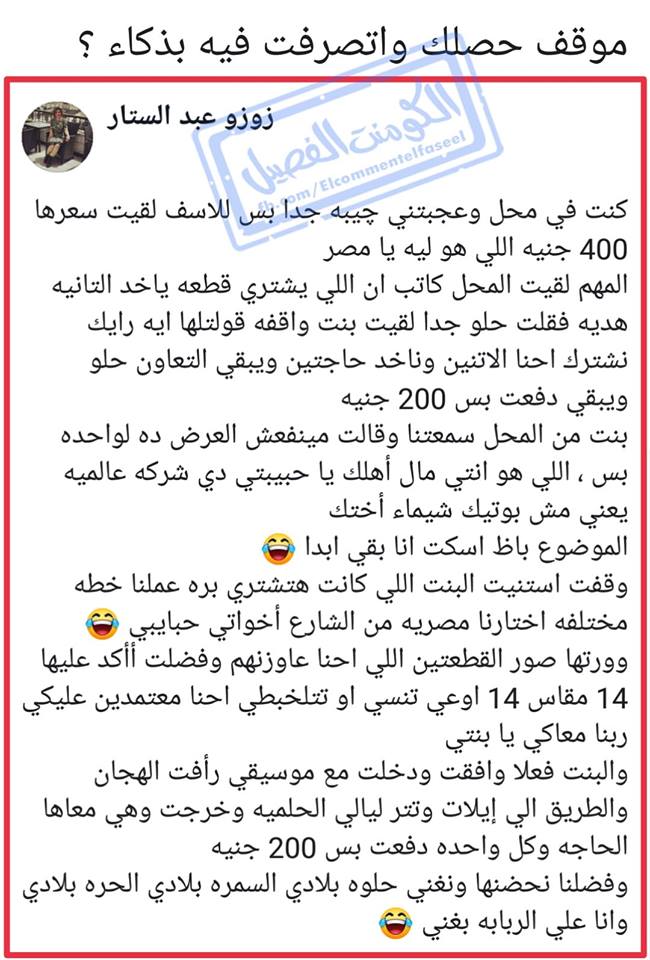 موقف حصلك واتصرفت فيه بذكاء ؟
زوزو عبد الستار
الكومنت الفصيل
fb.com/Elcommentelfaseel
كنت في محل وعجبتني چيبه جدا بس للاسف لقيت سعرها
400 جنيه اللي هو ليه يا مصر
المهم لقيت المحل كاتب ان اللي يشتري قطعه ياخد التانيه
هديه فقلت حلو جدا لقيت بنت واقفه قولتلها ايه رايك
نشترك احنا الاتنين وناخد حاجتين ويبقي التعاون حلو
ويبقي دفعت بس 200 جنيه
بنت من المحل سمعتنا وقالت مينفعش العرض ده لواحده
بس ، اللي هو انتي مال أهلك يا حبيبتي دي شركه عالميه
يعني مش بوتيك شيماء أختك
الموضوع باظ اسكت انا بقي ابدا 😂
وقفت استنيت البنت اللي كانت هتشتري بره عملنا خطه
مختلفه اختارنا مصريه من الشارع أخواتي حبايبي 😂
وورتها صور القطعتين اللي احنا عاوزنهم وفضلت أأكد عليها
14 مقاس 14 اوعي تنسي او تتلخبطي احنا معتمدين عليكي
ربنا معاكي يا بنتي
والبنت فعلا وافقت ودخلت مع موسيقي رأفت الهجان
والطريق الي إيلات وتتر ليالي الحلميه وخرجت وهي معاها
الحاجه وكل واحده دفعت بس 200 جنيه
وفضلنا نحضنها ونغني حلوه بلادي السمره بلادي الحره بلادي
وانا علي الربابه بغني 😂